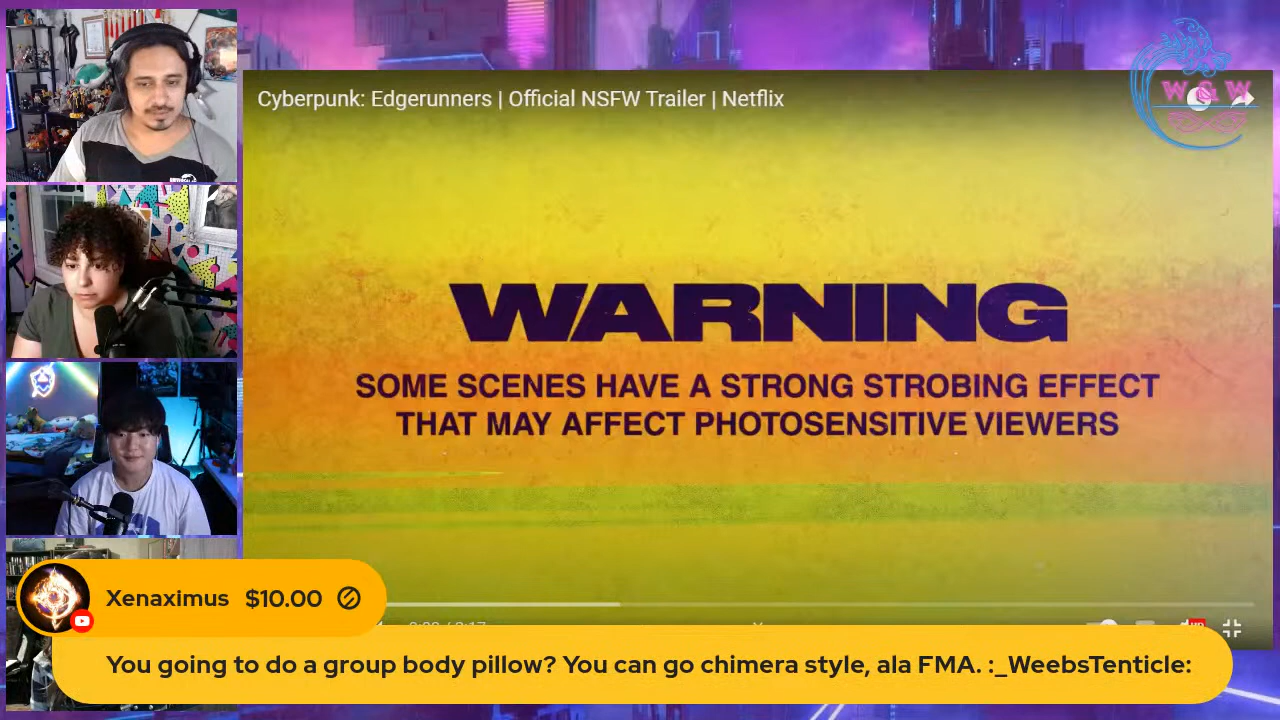 Cyberpunk: Edgerunners | Official NSFW Trailer | Netflix
W G W
WARNING
SOME SCENES HAVE A STRONG STROBING EFFECT
THAT MAY AFFECT PHOTOSENSITIVE VIEWERS
Xenaximus $10.00
You going to do a group body pillow? You can go chimera style, ala FMA. :_WeebsTenticle: